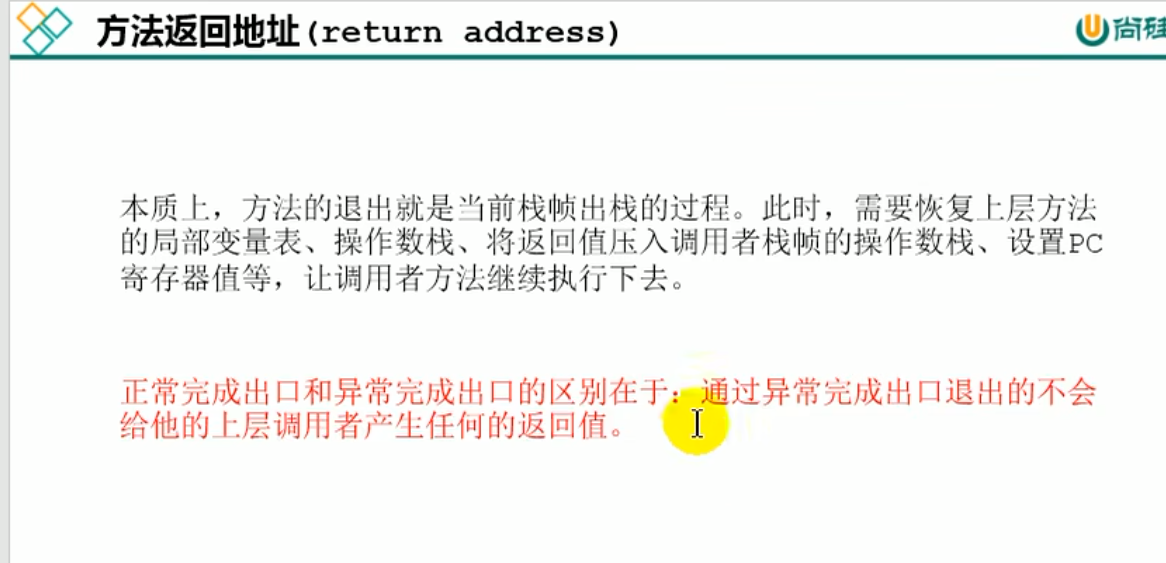 方法返回地址(return address)
尚硅
本质上，方法的退出就是当前栈帧出栈的过程。此时，需要恢复上层方法
的局部变量表、操作数栈、将返回值压入调用者栈帧的操作数栈、设置PC
寄存器值等，让调用者方法继续执行下去。
正常完成出口和异常完成出口的区别在于：通过异常完成出口退出的不会
给他的上层调用者产生任何的返回值。